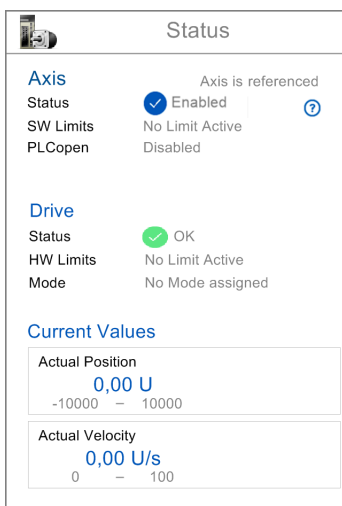 Status
Axis
Axis is referenced
Status Enabled
SW Limits No Limit Active
PLCopen Disabled
Drive
Status OK
HW Limits No Limit Active
Mode No Mode assigned
Current Values
Actual Position
0,00 U
-10000 – 10000
Actual Velocity
0,00 U/s
0 – 100